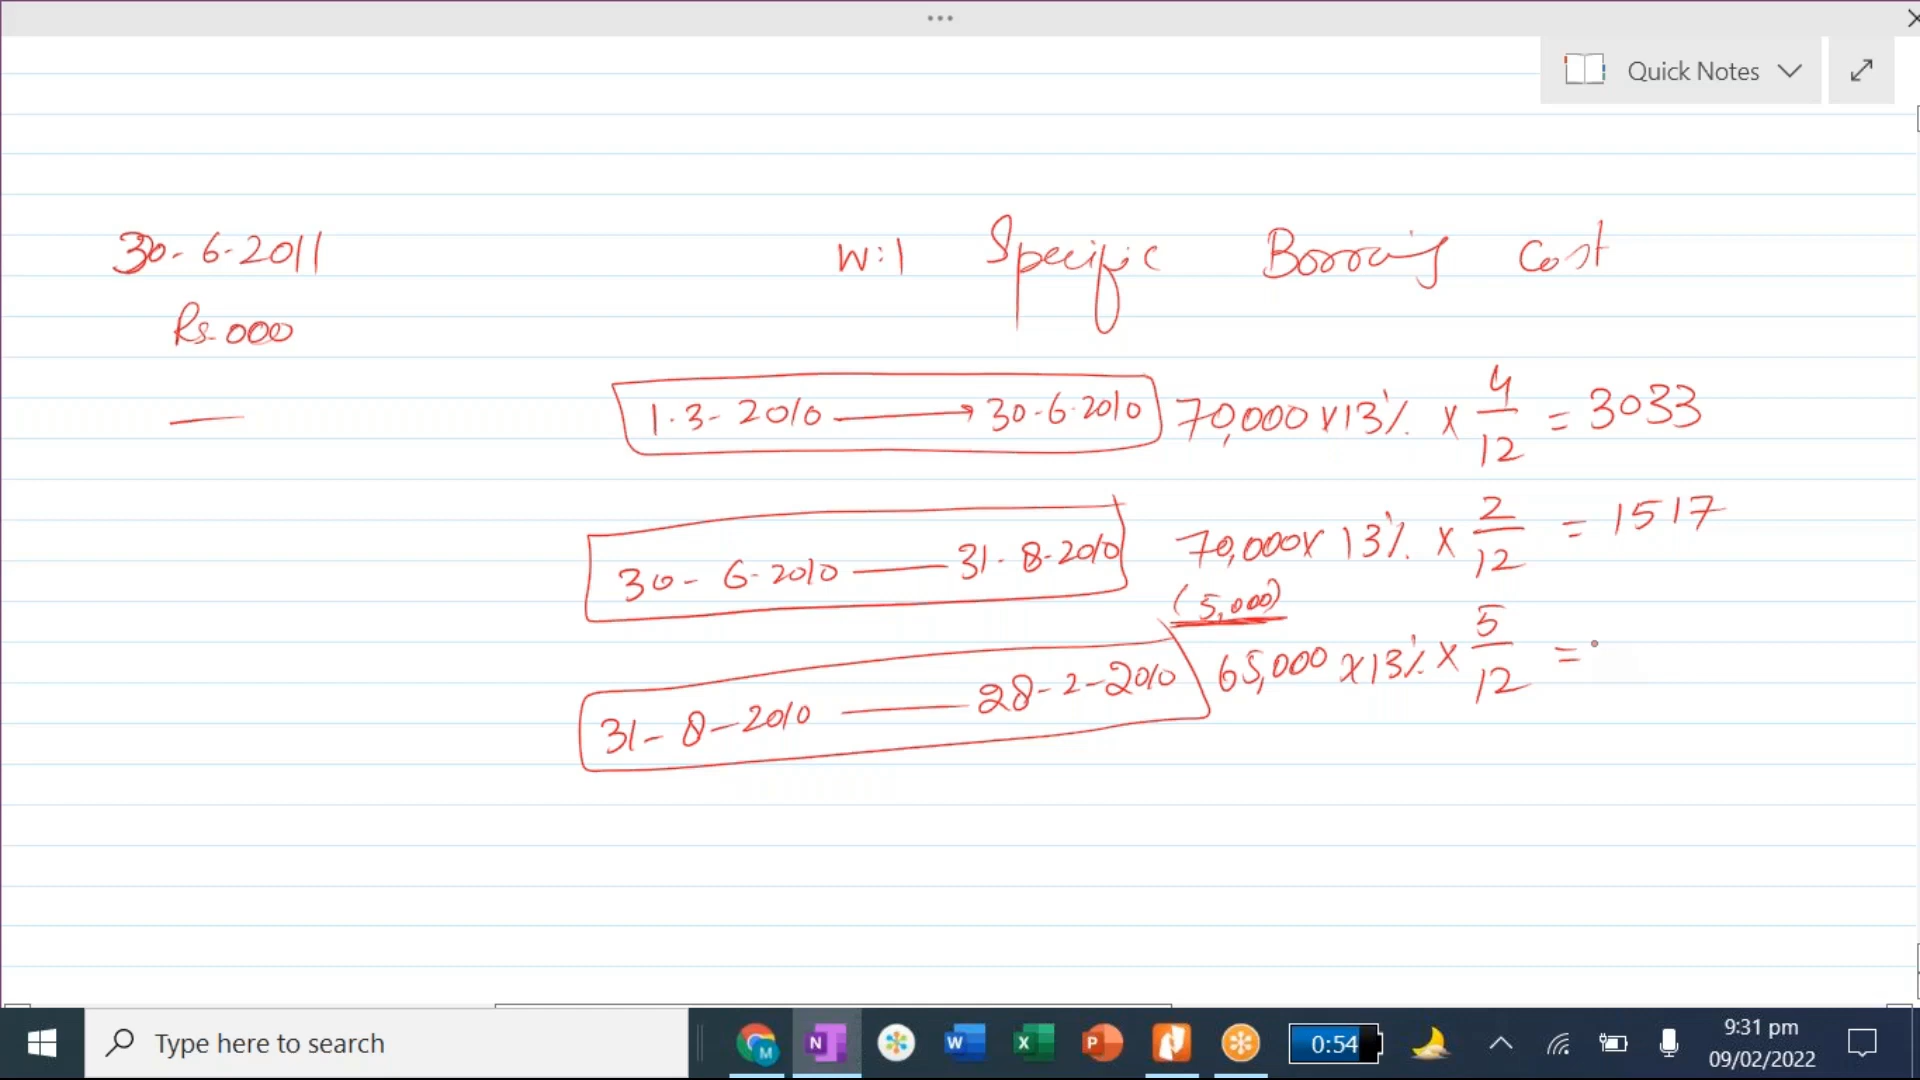 Quick Notes
30-6-2011
W:1 Specific Borrowing Cost
Rs.000
1.3-2010 → 30-6-2010 70,000 x 13% x 4/12 = 3033
30-6-2010 — 31-8-2010 70,000 x 13% x 2/12 = 1517
(5,000)
31-8-2010 — 28-2-2010 65,000 x 13% x 5/12 =
Type here to search
0:54
9:31 pm
09/02/2022